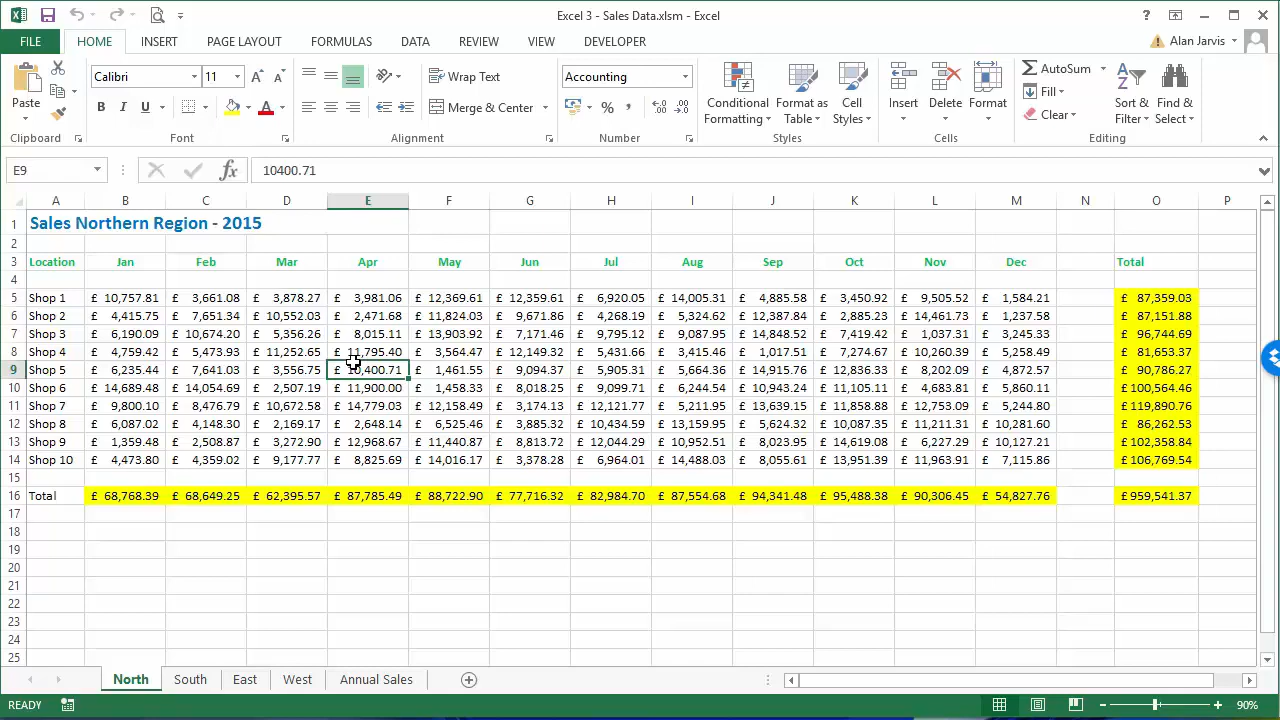 Excel 3 - Sales Data.xlsm - Excel
FILE HOME INSERT PAGE LAYOUT FORMULAS DATA REVIEW VIEW DEVELOPER Alan Jarvis
Calibri 11 Wrap Text Accounting AutoSum
Paste B I U Merge & Center % Conditional Formatting Format as Table Cell Styles Insert Delete Format Fill Clear Sort & Filter Find & Select
Clipboard Font Alignment Number Styles Cells Editing
E9 fx 10400.71
A B C D E F G H I J K L M N O P
1 Sales Northern Region - 2015
2
3 Location Jan Feb Mar Apr May Jun Jul Aug Sep Oct Nov Dec Total
4
5 Shop 1 £ 10,757.81 £ 3,661.08 £ 3,878.27 £ 3,981.06 £ 12,369.61 £ 12,359.61 £ 6,920.05 £ 14,005.31 £ 4,885.58 £ 3,450.92 £ 9,505.52 £ 1,584.21 £ 87,359.03
6 Shop 2 £ 4,415.75 £ 7,651.34 £ 10,552.03 £ 2,471.68 £ 11,824.03 £ 9,671.86 £ 4,268.19 £ 5,324.62 £ 12,387.84 £ 2,885.23 £ 14,461.73 £ 1,237.58 £ 87,151.88
7 Shop 3 £ 6,190.09 £ 10,674.20 £ 5,356.26 £ 8,015.11 £ 13,903.92 £ 7,171.46 £ 9,795.12 £ 9,087.95 £ 14,848.52 £ 7,419.42 £ 1,037.31 £ 3,245.33 £ 96,744.69
8 Shop 4 £ 4,759.42 £ 5,473.93 £ 11,252.65 £ 11,795.40 £ 3,564.47 £ 12,149.32 £ 5,431.66 £ 3,415.46 £ 1,017.51 £ 7,274.67 £ 10,260.39 £ 5,258.49 £ 81,653.37
9 Shop 5 £ 6,235.44 £ 7,641.03 £ 3,556.75 £ 10,400.71 £ 1,461.55 £ 9,094.37 £ 5,905.31 £ 5,664.36 £ 14,915.76 £ 12,836.33 £ 8,202.09 £ 4,872.57 £ 90,786.27
10 Shop 6 £ 14,689.48 £ 14,054.69 £ 2,507.19 £ 11,900.00 £ 1,458.33 £ 8,018.25 £ 9,099.71 £ 6,244.54 £ 10,943.24 £ 11,105.11 £ 4,683.81 £ 5,860.11 £ 100,564.46
11 Shop 7 £ 9,800.10 £ 8,476.79 £ 10,672.58 £ 14,779.03 £ 12,158.49 £ 3,174.13 £ 12,121.77 £ 5,211.95 £ 13,639.15 £ 11,858.88 £ 12,753.09 £ 5,244.80 £ 119,890.76
12 Shop 8 £ 6,087.02 £ 4,148.30 £ 2,169.17 £ 2,648.14 £ 6,525.46 £ 3,885.32 £ 10,434.59 £ 13,159.95 £ 5,624.32 £ 10,087.35 £ 11,211.31 £ 10,281.60 £ 86,262.53
13 Shop 9 £ 1,359.48 £ 2,508.87 £ 3,272.90 £ 12,968.67 £ 11,440.87 £ 8,813.72 £ 12,044.29 £ 10,952.51 £ 8,023.95 £ 14,619.08 £ 6,227.29 £ 10,127.21 £ 102,358.84
14 Shop 10 £ 4,473.80 £ 4,359.02 £ 9,177.77 £ 8,825.69 £ 14,016.17 £ 3,378.28 £ 6,964.01 £ 14,488.03 £ 8,055.61 £ 13,951.39 £ 11,963.91 £ 7,115.86 £ 106,769.54
15
16 Total £ 68,768.39 £ 68,649.25 £ 62,395.57 £ 87,785.49 £ 88,722.90 £ 77,716.32 £ 82,984.70 £ 87,554.68 £ 94,341.48 £ 95,488.38 £ 90,306.45 £ 54,827.76 £ 959,541.37
17
18
19
20
21
22
23
24
25
North South East West Annual Sales
READY 90%